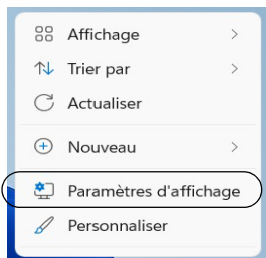 Affichage
Trier par
Actualiser
Nouveau
Paramètres d'affichage
Personnaliser